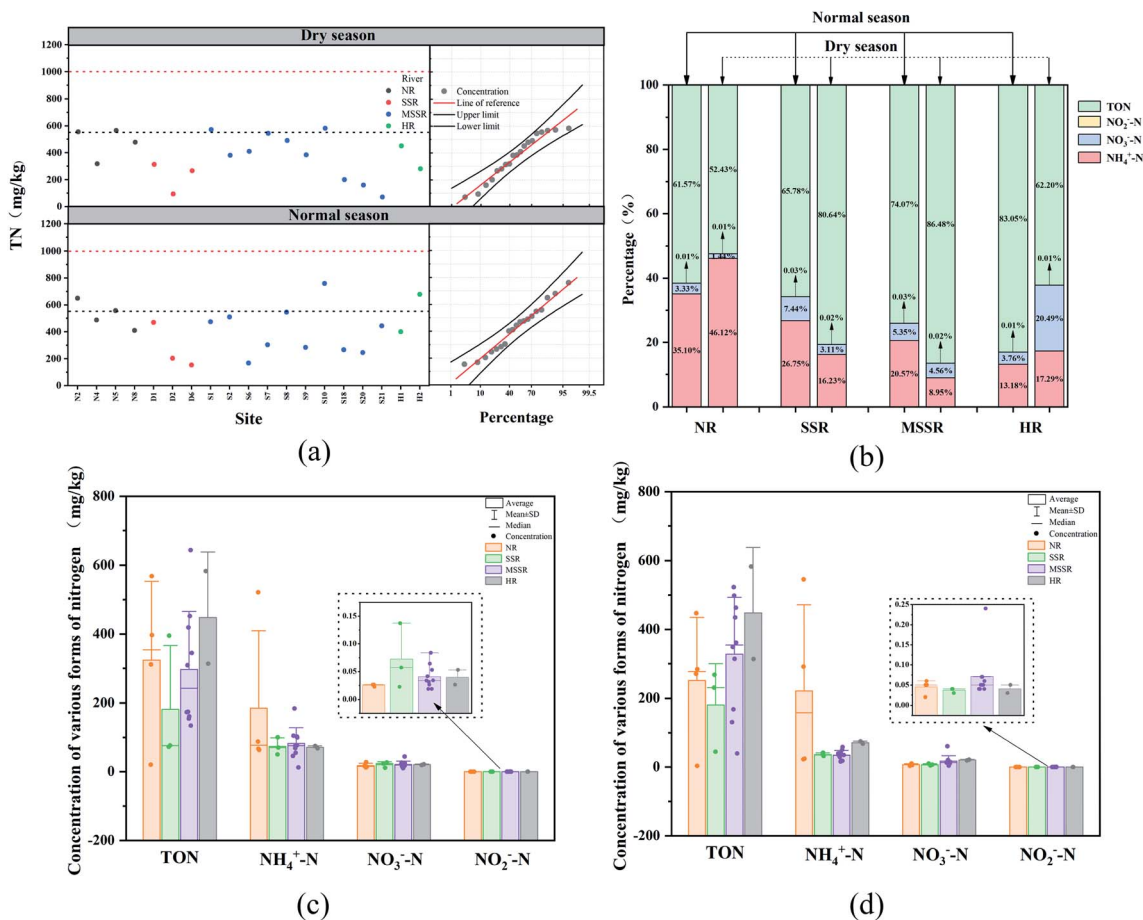 Dry season
1200
1000
800
600
400
200
0
River
NR
SSR
MSSR
HR
Concentration
Line of reference
Upper limit
Lower limit
TN（mg/kg）
Normal season
1200
1000
800
600
400
200
0
N2 N4 N5 N8 D1 D2 D6 S1 S2 S6 S7 S8 S9 S10 S18 S20 S21 H1 H2
1 10 40 70 95 99.5
Site
Percentage
(a)
Normal season
Dry season
100
80
60
40
20
0
Percentage（%）
61.57% 52.43% 65.78% 80.64% 74.07% 86.48% 83.05% 62.20%
0.01% 0.01% 0.03% 0.02% 0.03% 0.02% 0.01% 0.01%
3.33% 1.44% 7.44% 3.11% 5.35% 4.56% 3.76% 20.49%
35.10% 46.12% 26.75% 16.23% 20.57% 8.95% 13.18% 17.29%
NR SSR MSSR HR
TON
NO₂⁻-N
NO₃⁻-N
NH₄⁺-N
(b)
Concentration of various forms of nitrogen（mg/kg）
800
600
400
200
0
-200
Average
Mean±SD
Median
Concentration
NR
SSR
MSSR
HR
0.15
0.10
0.05
0.00
TON NH₄⁺-N NO₃⁻-N NO₂⁻-N
(c)
Concentration of various forms of nitrogen（mg/kg）
800
600
400
200
0
-200
Average
Mean±SD
Median
Concentration
NR
SSR
MSSR
HR
0.25
0.20
0.15
0.10
0.05
0.00
TON NH₄⁺-N NO₃⁻-N NO₂⁻-N
(d)